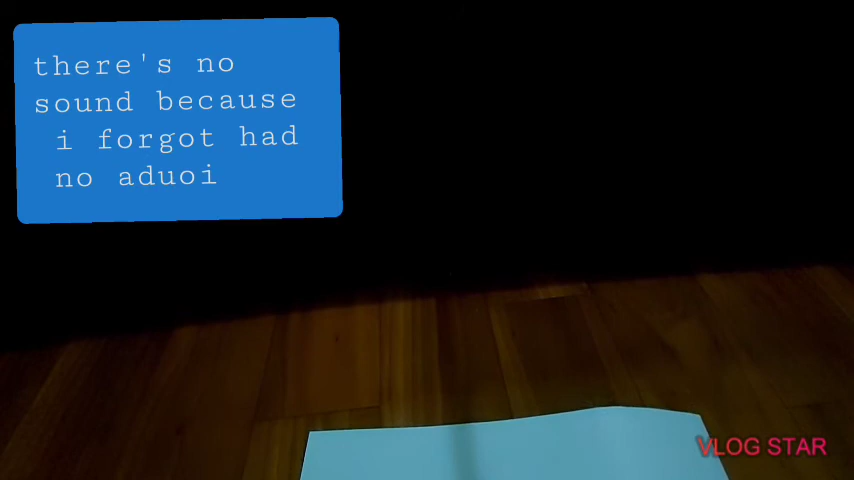 there's no
sound because
i forgot had
no aduoi
VLOG STAR